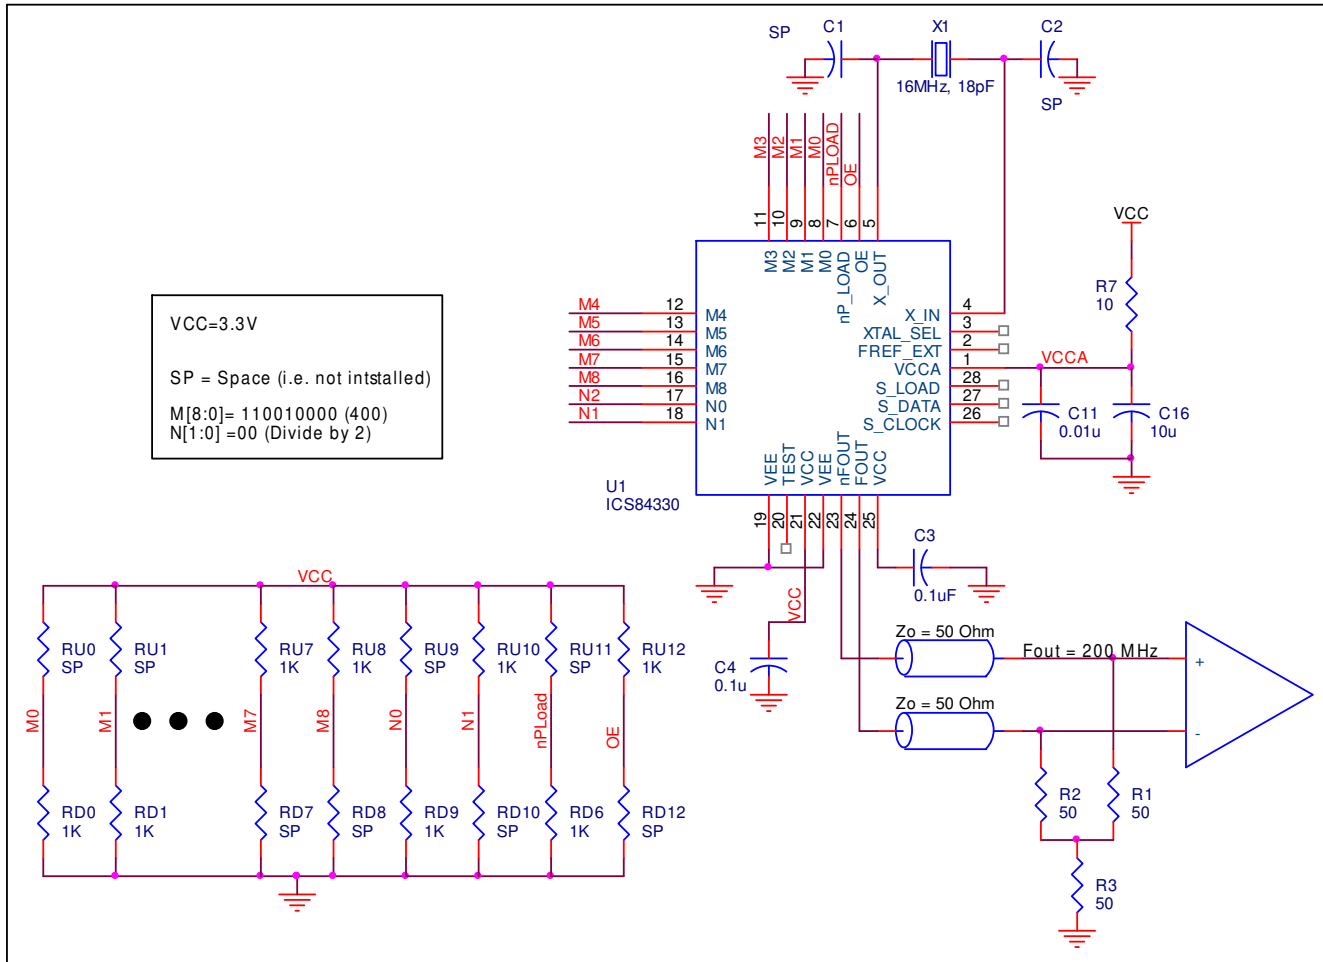 SP
C1
X1
C2
16MHz, 18pF
SP
M3
M2
M1
M0
nPLOAD
OE
11
10
9
8
7
6
5
M3
M2
M1
M0
nP_LOAD
OE
X_OUT
VCC
R7
10
VCCA
M4
M5
M6
M7
M8
N2
N1
12
13
14
15
16
17
18
M4
M5
M6
M7
M8
N0
N1
X_IN
XTAL_SEL
FREF_EXT
VCCA
S_LOAD
S_DATA
S_CLOCK
4
3
2
1
28
27
26
C11
0.01u
C16
10u
VCC=3.3V
SP = Space (i.e. not intstalled)
M[8:0]= 110010000 (400)
N[1:0] =00 (Divide by 2)
VEE
TEST
VCC
VEE
nFOUT
FOUT
VCC
U1
ICS84330
19
20
21
22
23
24
25
C3
0.1uF
VCC
C4
0.1u
Zo = 50 Ohm
Fout = 200 MHz
Zo = 50 Ohm
+
-
R2
50
R1
50
R3
50
VCC
RU0
SP
RU1
SP
RU7
1K
RU8
1K
RU9
SP
RU10
1K
RU11
SP
RU12
1K
M0
M1
M7
M8
N0
N1
nPLoad
OE
RD0
1K
RD1
1K
RD7
SP
RD8
SP
RD9
1K
RD10
SP
RD6
1K
RD12
SP